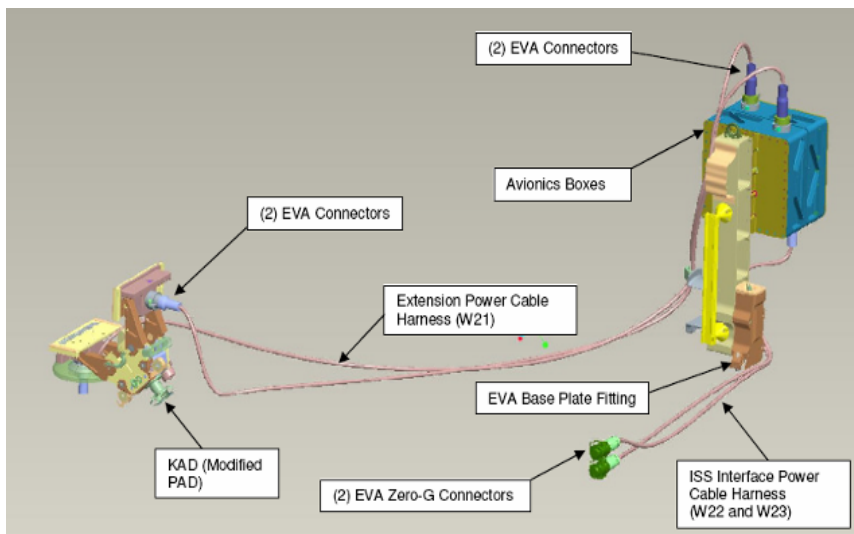 (2) EVA Connectors
Avionics Boxes
(2) EVA Connectors
Extension Power Cable
Harness (W21)
EVA Base Plate Fitting
KAD (Modified
PAD)
(2) EVA Zero-G Connectors
ISS Interface Power
Cable Harness
(W22 and W23)